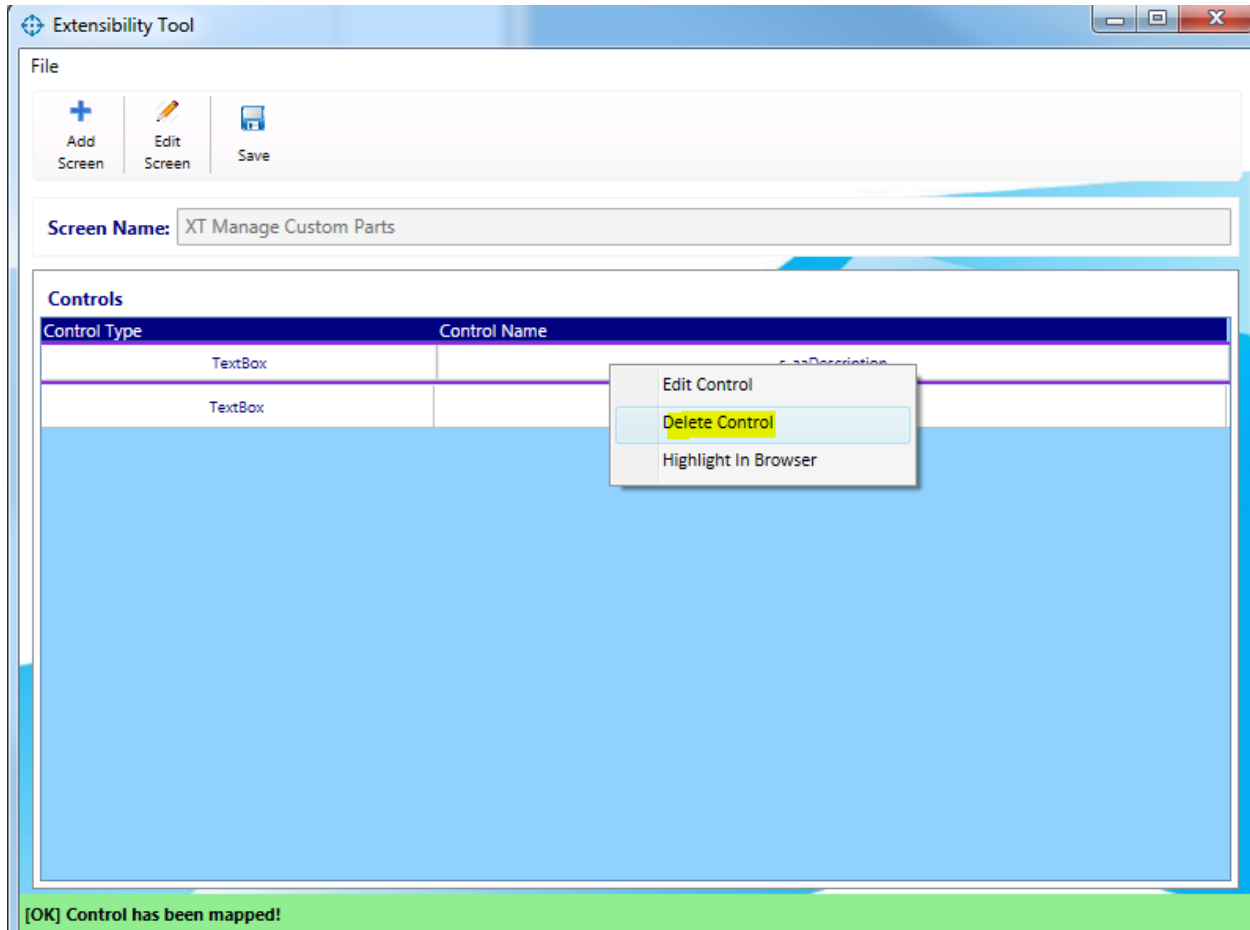 Extensibility Tool
File
Add Screen
Edit Screen
Save
Screen Name: XT Manage Custom Parts
Controls
Control Type Control Name
TextBox
Edit Control
TextBox
Delete Control
Highlight In Browser
[OK] Control has been mapped!